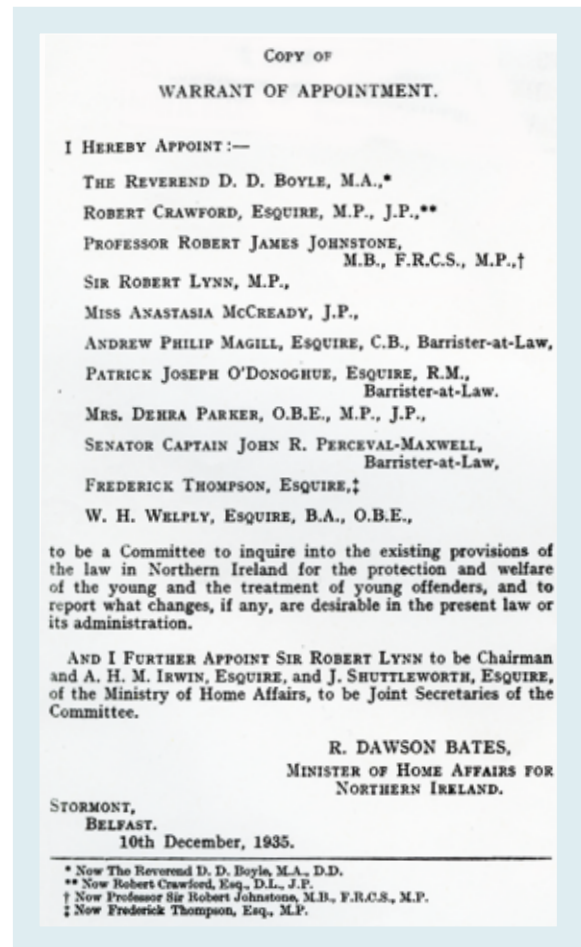 COPY OF
WARRANT OF APPOINTMENT.
I HEREBY APPOINT :—
THE REVEREND D. D. BOYLE, M.A.,*
ROBERT CRAWFORD, ESQUIRE, M.P., J.P.,**
PROFESSOR ROBERT JAMES JOHNSTONE,
M.B., F.R.C.S., M.P.,†
SIR ROBERT LYNN, M.P.,
MISS ANASTASIA MCCREADY, J.P.,
ANDREW PHILIP MAGILL, ESQUIRE, C.B., Barrister-at-Law,
PATRICK JOSEPH O'DONOGHUE, ESQUIRE, R.M.,
Barrister-at-Law.
MRS. DEHRA PARKER, O.B.E., M.P., J.P.,
SENATOR CAPTAIN JOHN R. PERCEVAL-MAXWELL,
Barrister-at-Law,
FREDERICK THOMPSON, ESQUIRE,‡
W. H. WELPLY, ESQUIRE, B.A., O.B.E.,
to be a Committee to inquire into the existing provisions of
the law in Northern Ireland for the protection and welfare
of the young and the treatment of young offenders, and to
report what changes, if any, are desirable in the present law or
its administration.
AND I FURTHER APPOINT SIR ROBERT LYNN to be Chairman
and A. H. M. IRWIN, ESQUIRE, and J. SHUTTLEWORTH, ESQUIRE,
of the Ministry of Home Affairs, to be Joint Secretaries of the
Committee.
R. DAWSON BATES,
MINISTER OF HOME AFFAIRS FOR
NORTHERN IRELAND.
STORMONT,
BELFAST.
10th December, 1935.
* Now The Reverend D. D. Boyle, M.A., D.D.
** Now Robert Crawford, Esq., D.L., J.P.
† Now Professor Sir Robert Johnstone, M.B., F.R.C.S., M.P.
‡ Now Frederick Thompson, Esq., M.P.